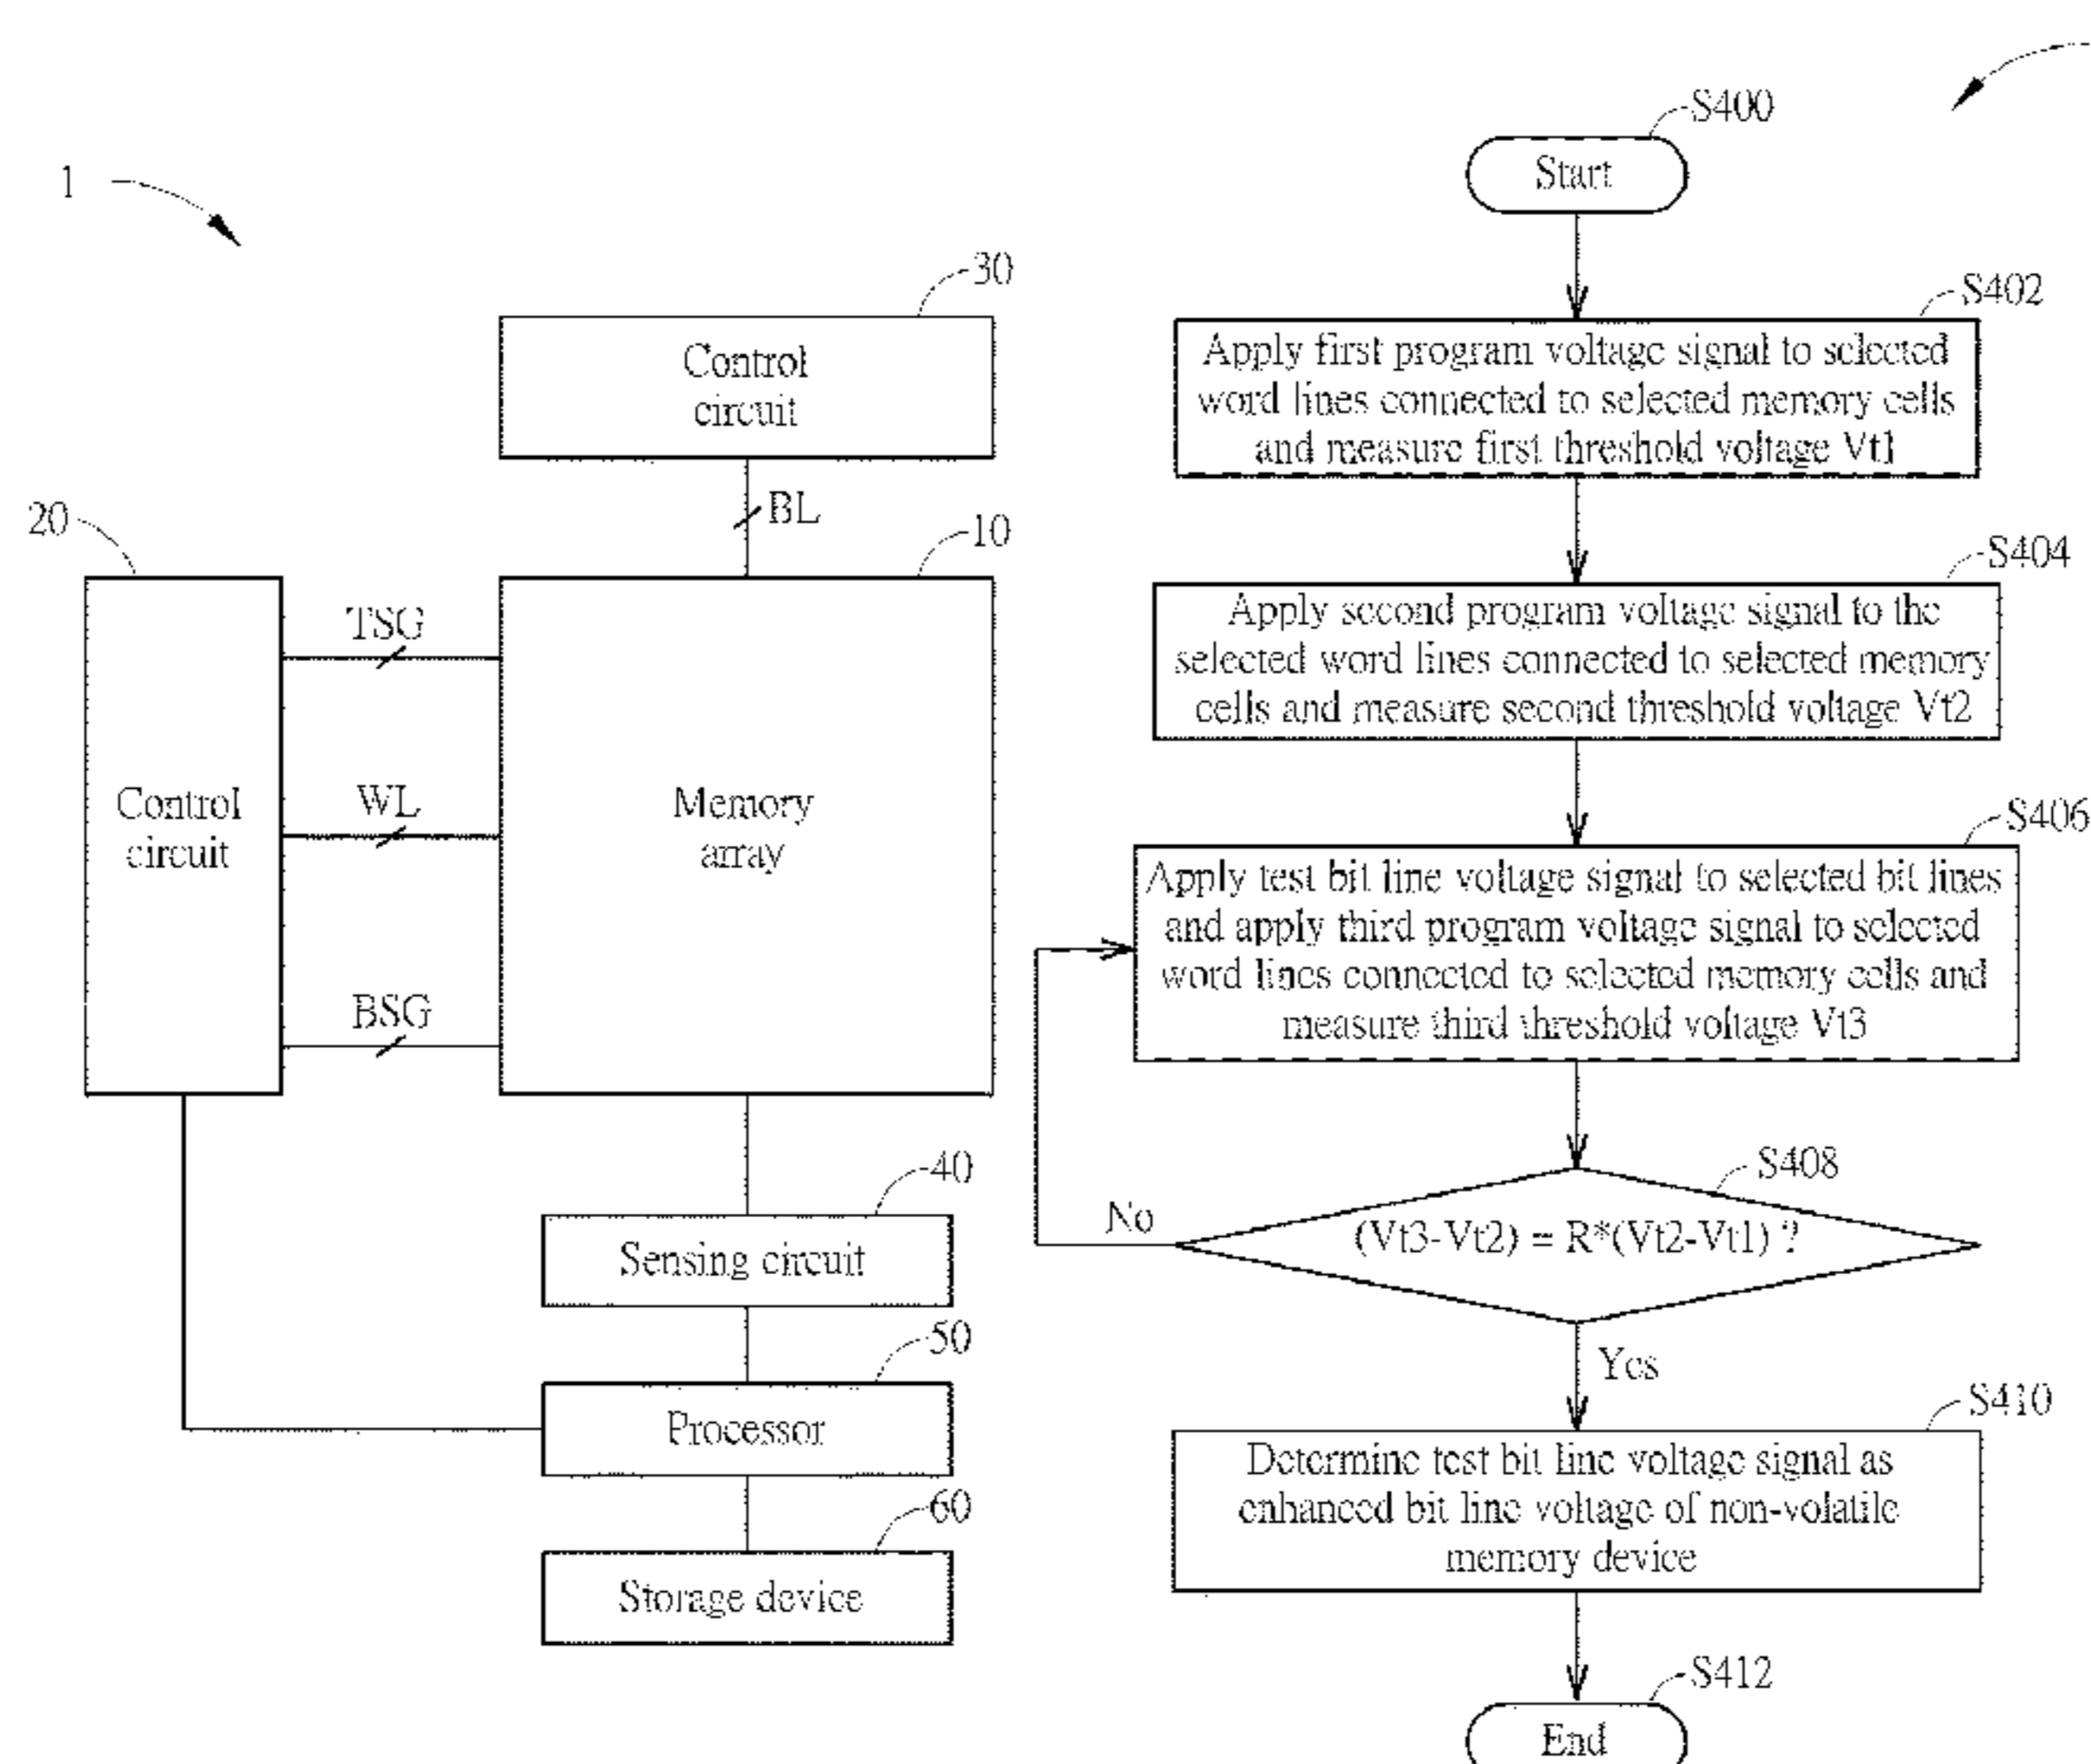 1
30
Control
circuit
BL
20
10
TSG
WL
BSG
Control
circuit
Memory
array
40
Sensing circuit
50
Processor
60
Storage device
S400
Start
S402
Apply first program voltage signal to selected
word lines connected to selected memory cells
and measure first threshold voltage Vt1
S404
Apply second program voltage signal to the
selected word lines connected to selected memory
cells and measure second threshold voltage Vt2
S406
Apply test bit line voltage signal to selected bit lines
and apply third program voltage signal to selected
word lines connected to selected memory cells and
measure third threshold voltage Vt3
S408
No
(Vt3-Vt2) = R*(Vt2-Vt1) ?
Yes
S410
Determine test bit line voltage signal as
enhanced bit line voltage of non-volatile
memory device
S412
End